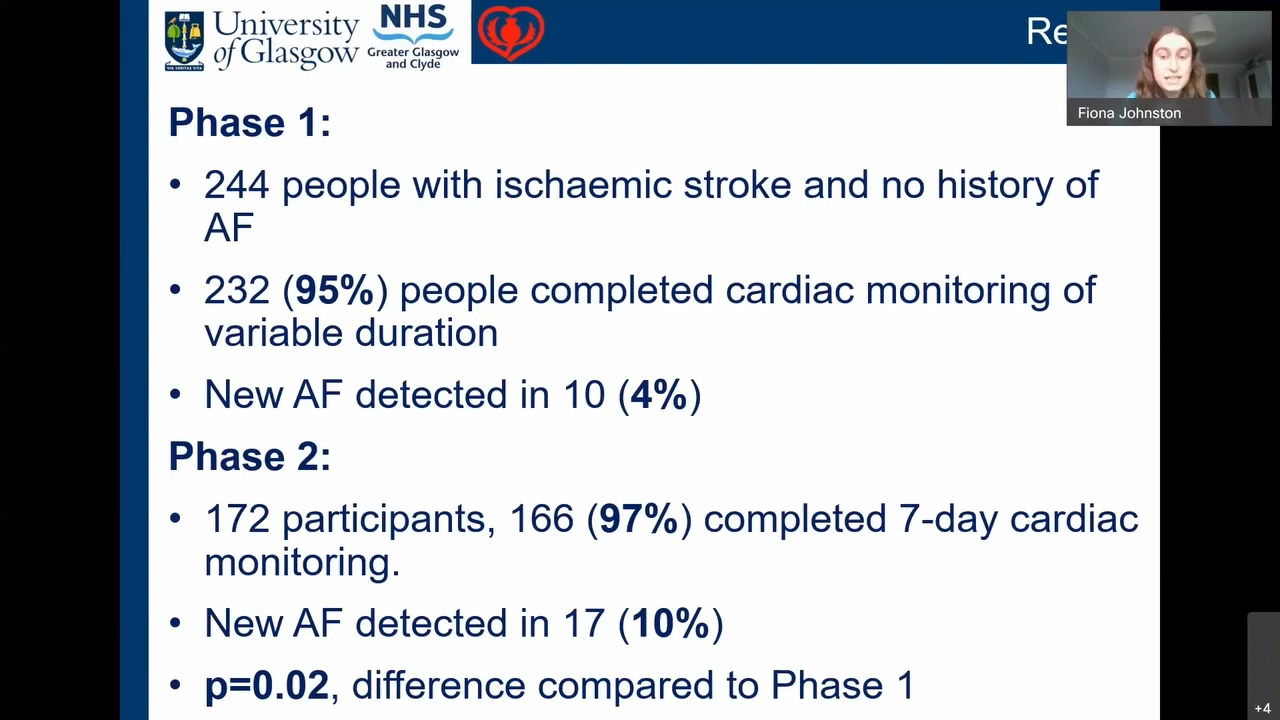 University
of Glasgow
VIA VERITAS VITA
NHS
Greater Glasgow
and Clyde
Re
Fiona Johnston
Phase 1:
• 244 people with ischaemic stroke and no history of
AF
• 232 (95%) people completed cardiac monitoring of
variable duration
• New AF detected in 10 (4%)
Phase 2:
• 172 participants, 166 (97%) completed 7-day cardiac
monitoring.
• New AF detected in 17 (10%)
• p=0.02, difference compared to Phase 1
+4